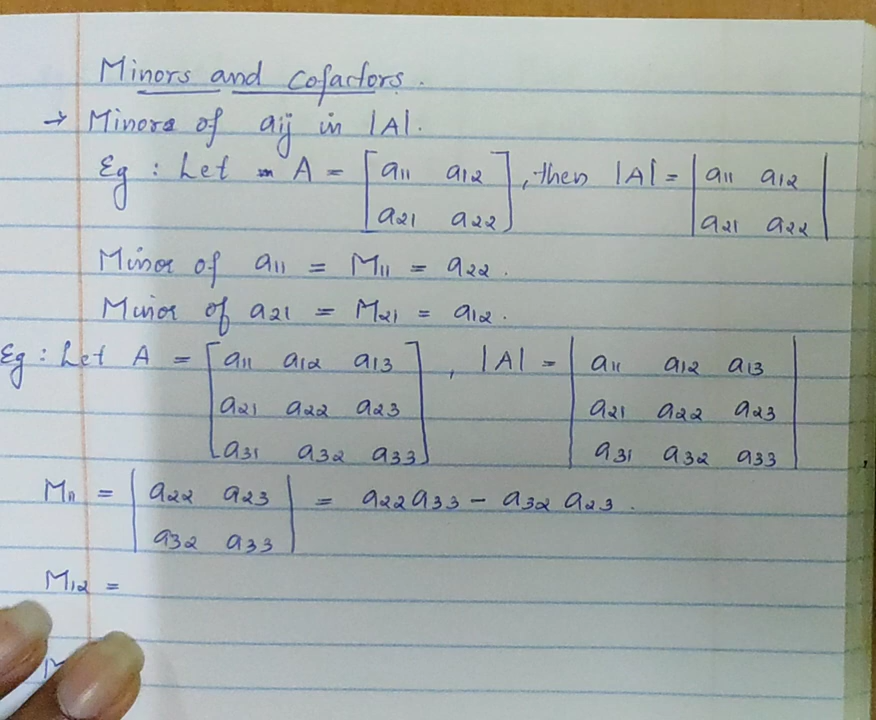 Minors and cofactors.
→ Minors of aij in |A|.
Eg : Let A = [a11 a12], then |A| = |a11 a12|
[a21 a22] |a21 a22|
Minor of a11 = M11 = a22.
Minor of a21 = M21 = a12.
Eg : Let A = [a11 a12 a13], |A| = |a11 a12 a13|
[a21 a22 a23] |a21 a22 a23|
[a31 a32 a33] |a31 a32 a33|
M11 = |a22 a23| = a22a33 - a32 a23.
|a32 a33|
M12 =